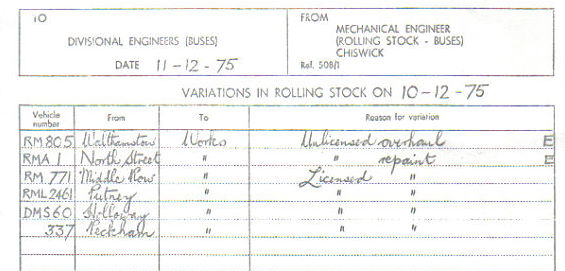 TO
DIVISIONAL ENGINEERS (BUSES)
DATE 11-12-75
FROM
MECHANICAL ENGINEER
(ROLLING STOCK - BUSES)
CHISWICK
Ref. 508/1
VARIATIONS IN ROLLING STOCK ON 10-12-75
Vehicle number From To Reason for variation
RM 805 Walthamstow Works Unlicensed overhaul E
RMA 1 North Street " " repaint E
RM 771 Middle Row " Licensed "
RML 2461 Putney " " "
DMS 60 Holloway " " "
337 Peckham " " "